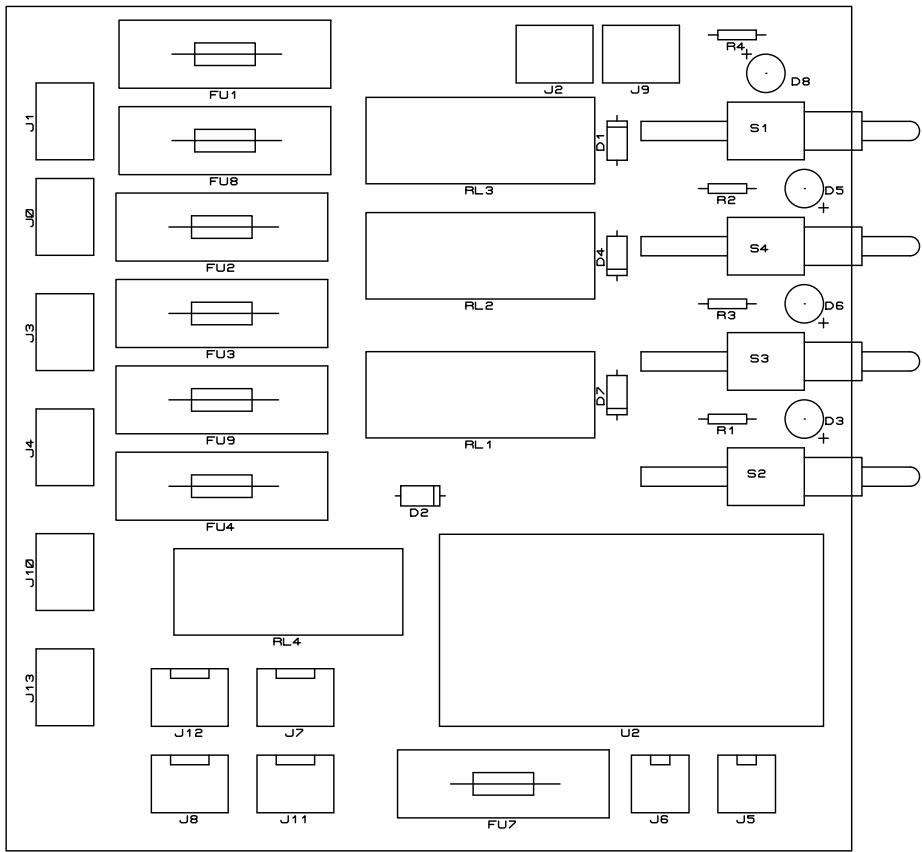 R4
+
FU1
J2
J9
D8
J1
D1
S1
FU8
RL3
R2
D5
+
J0
D4
S4
FU2
RL2
R3
D6
+
J3
FU3
S3
D7
R1
D3
+
J4
FU9
RL1
S2
D2
FU4
J10
RL4
J13
J12
J7
U2
J8
J11
FU7
J6
J5